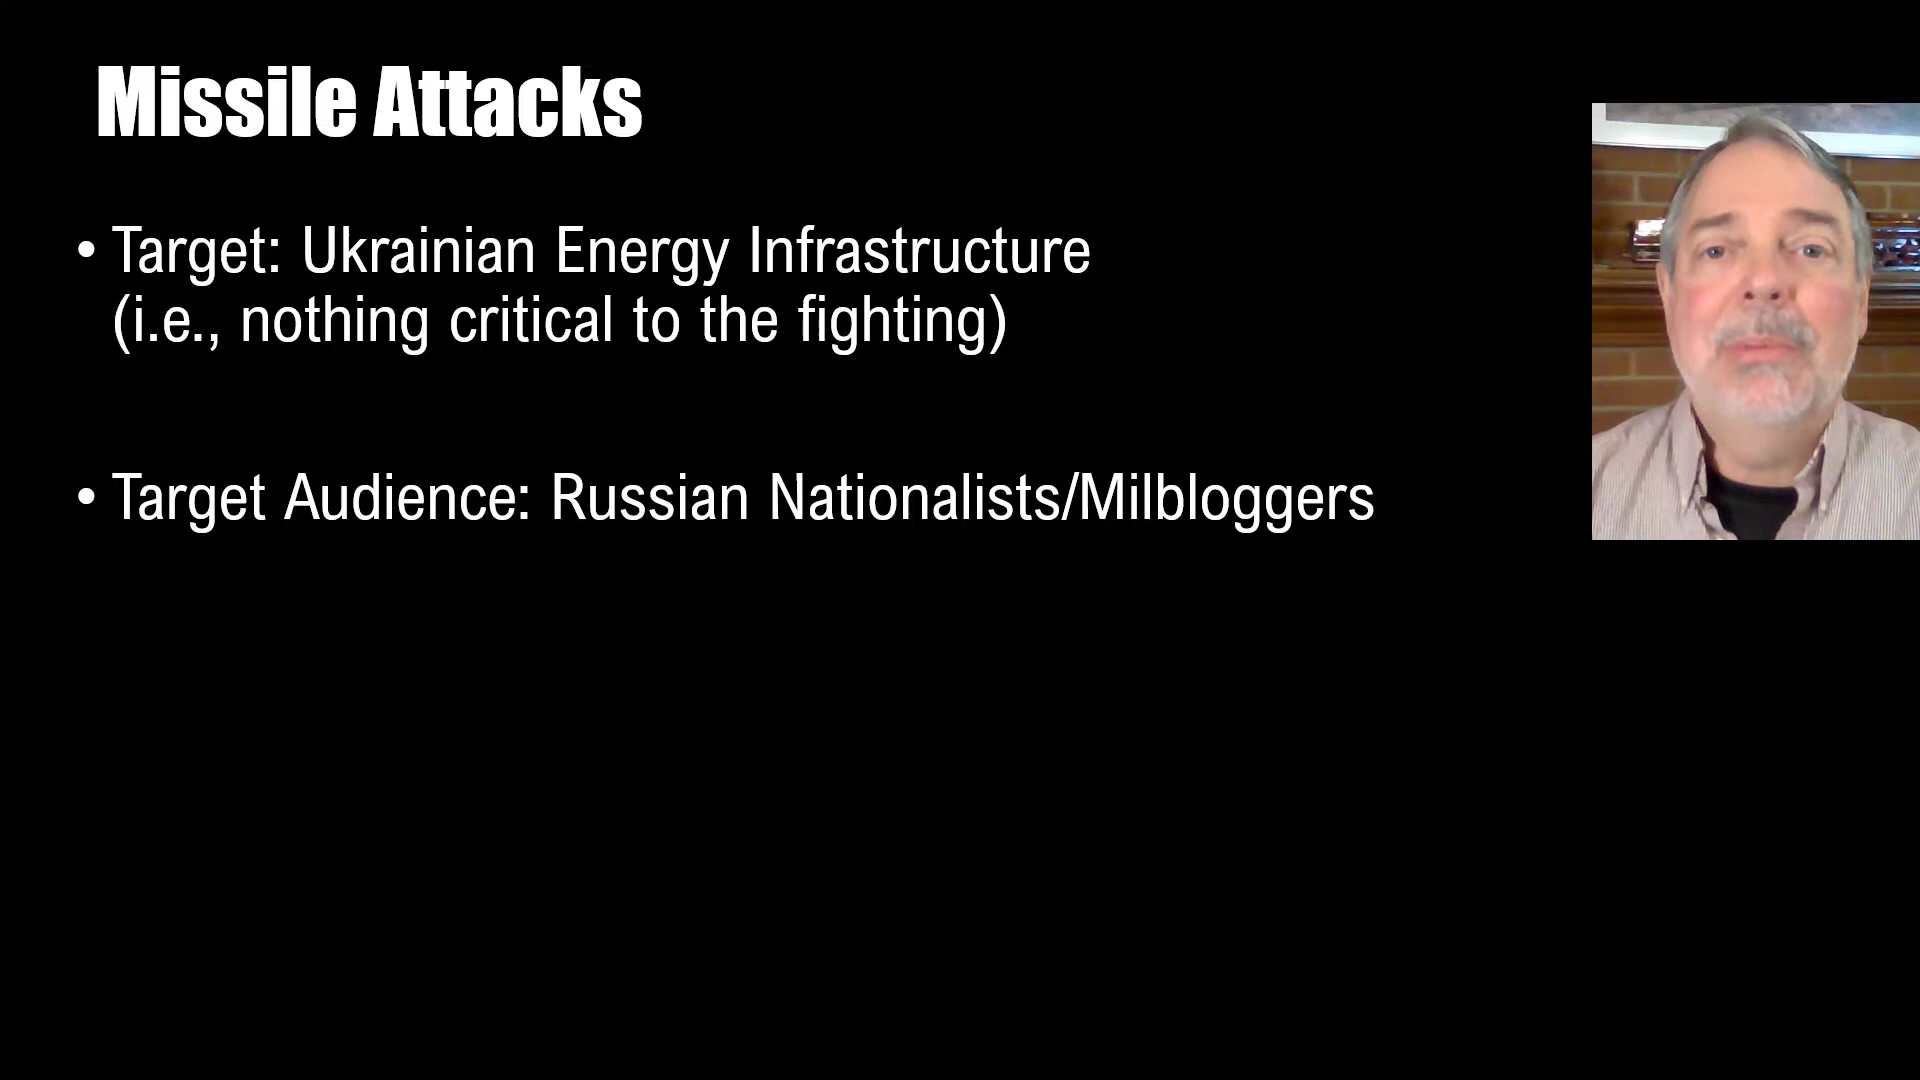 Missile Attacks
• Target: Ukrainian Energy Infrastructure
(i.e., nothing critical to the fighting)
• Target Audience: Russian Nationalists/Milbloggers